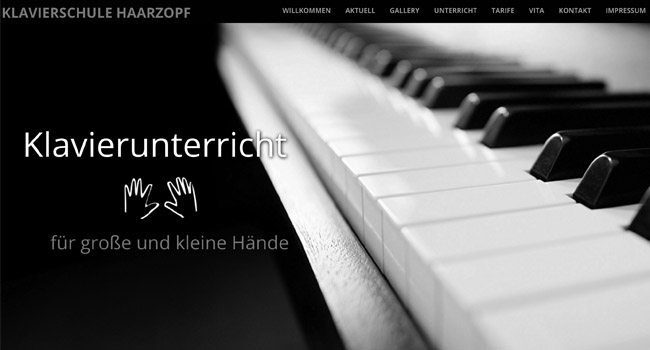 KLAVIERSCHULE HAARZOPF
WILLKOMMEN AKTUELL GALLERY UNTERRICHT TARIFE VITA KONTAKT IMPRESSUM
Klavierunterricht
für große und kleine Hände